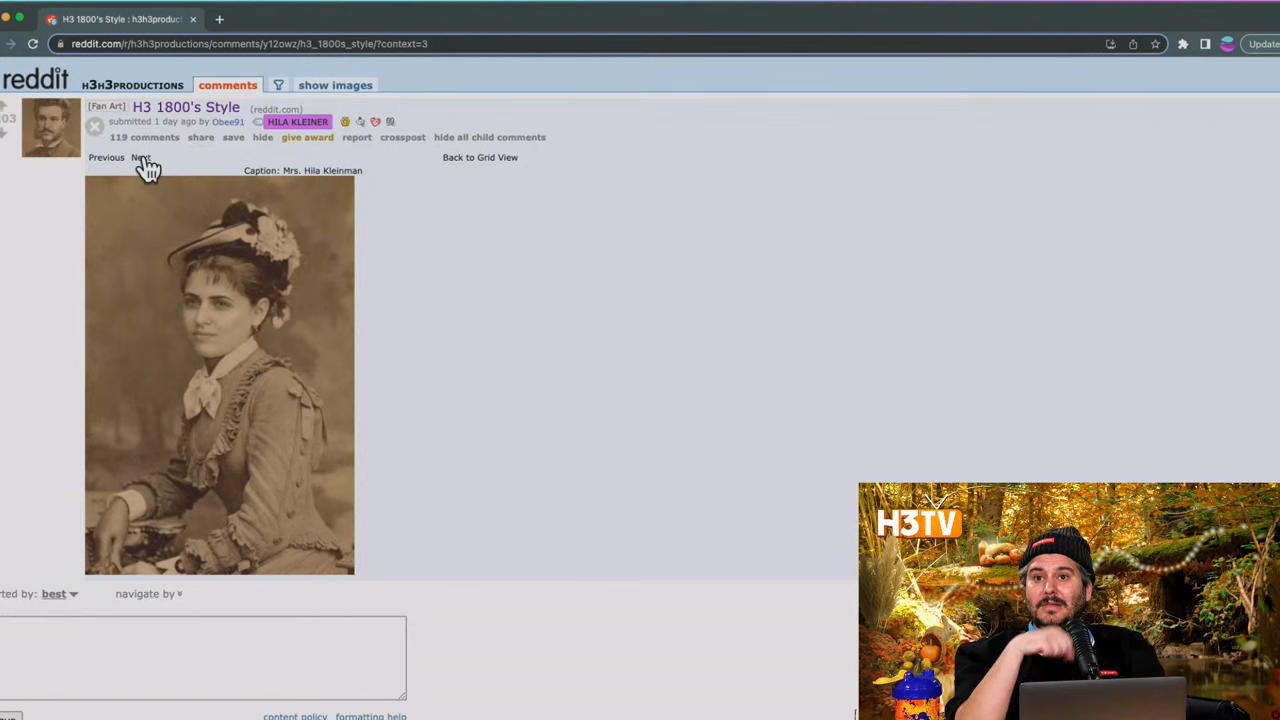 H3 1800's Style : h3h3product
reddit.com/r/h3h3productions/comments/y12owz/h3_1800s_style/?context=3
Update
reddit H3H3PRODUCTIONS comments show images
[Fan Art] H3 1800's Style (reddit.com)
03
submitted 1 day ago by Obee91 HILA KLEINER
119 comments share save hide give award report crosspost hide all child comments
Previous Next Back to Grid View
Caption: Mrs. Hila Kleinman
rted by: best navigate by
content policy formatting help
H3TV